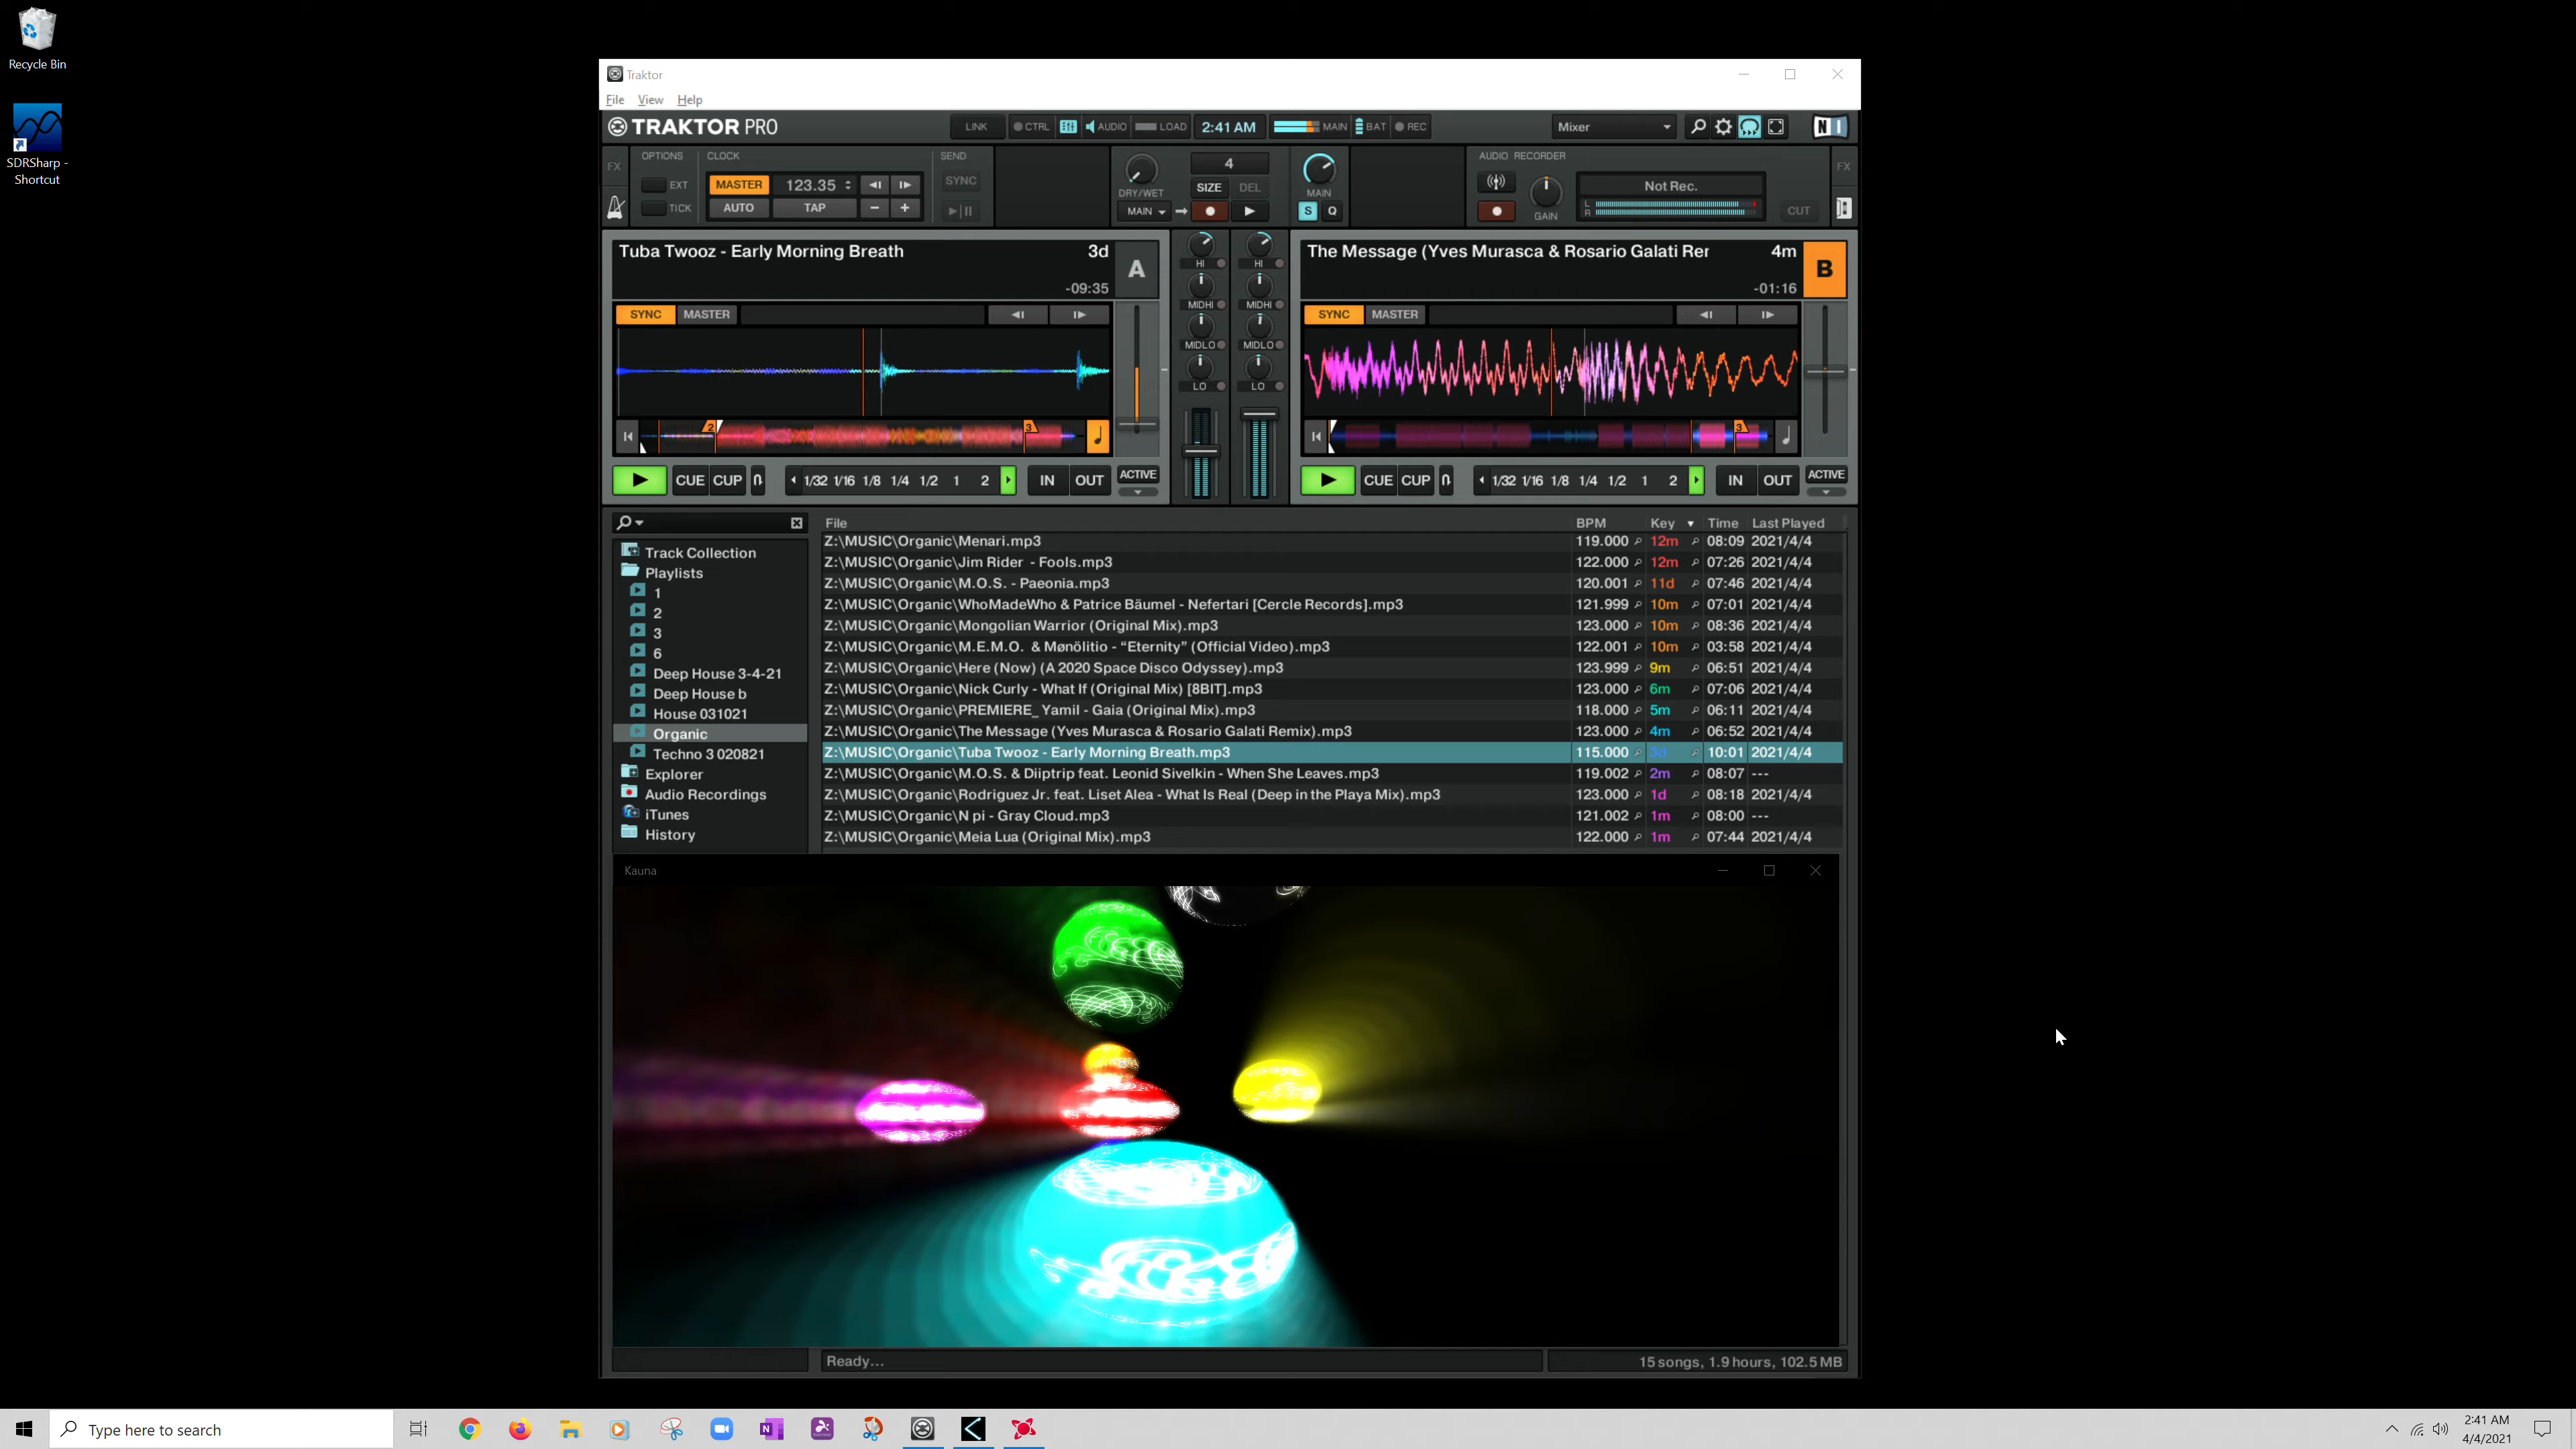 Recycle Bin
SDRSharp -
Shortcut
Traktor
File View Help
TRAKTOR PRO
LINK CTRL AUDIO LOAD 2:41 AM MAIN BAT REC Mixer
FX OPTIONS CLOCK SEND
EXT MASTER 123.35 SYNC
TICK AUTO TAP - +
DRY/WET 4 MAIN
SIZE DEL
MAIN S Q
AUDIO RECORDER FX
Not Rec.
L
R
GAIN CUT
Tuba Twooz - Early Morning Breath 3d A
-09:35
SYNC MASTER
2 3
CUE CUP 1/32 1/16 1/8 1/4 1/2 1 2 IN OUT ACTIVE
HI HI
MIDHI MIDHI
MIDLO MIDLO
LO LO
The Message (Yves Murasca & Rosario Galati Rer 4m B
-01:16
SYNC MASTER
3
CUE CUP 1/32 1/16 1/8 1/4 1/2 1 2 IN OUT ACTIVE
Track Collection
Playlists
1
2
3
6
Deep House 3-4-21
Deep House b
House 031021
Organic
Techno 3 020821
Explorer
Audio Recordings
iTunes
History
File BPM Key Time Last Played
Z:\MUSIC\Organic\Menari.mp3 119.000 12m 08:09 2021/4/4
Z:\MUSIC\Organic\Jim Rider - Fools.mp3 122.000 12m 07:26 2021/4/4
Z:\MUSIC\Organic\M.O.S. - Paeonia.mp3 120.001 11d 07:46 2021/4/4
Z:\MUSIC\Organic\WhoMadeWho & Patrice Bäumel - Nefertari [Cercle Records].mp3 121.999 10m 07:01 2021/4/4
Z:\MUSIC\Organic\Mongolian Warrior (Original Mix).mp3 123.000 10m 08:36 2021/4/4
Z:\MUSIC\Organic\M.E.M.O. & Mønölitio - “Eternity” (Official Video).mp3 122.001 10m 03:58 2021/4/4
Z:\MUSIC\Organic\Here (Now) (A 2020 Space Disco Odyssey).mp3 123.999 9m 06:51 2021/4/4
Z:\MUSIC\Organic\Nick Curly - What If (Original Mix) [8BIT].mp3 123.000 6m 07:06 2021/4/4
Z:\MUSIC\Organic\PREMIERE_ Yamil - Gaia (Original Mix).mp3 118.000 5m 06:11 2021/4/4
Z:\MUSIC\Organic\The Message (Yves Murasca & Rosario Galati Remix).mp3 123.000 4m 06:52 2021/4/4
Z:\MUSIC\Organic\Tuba Twooz - Early Morning Breath.mp3 115.000 3d 10:01 2021/4/4
Z:\MUSIC\Organic\M.O.S. & Diiptrip feat. Leonid Sivelkin - When She Leaves.mp3 119.002 2m 08:07 ---
Z:\MUSIC\Organic\Rodriguez Jr. feat. Liset Alea - What Is Real (Deep in the Playa Mix).mp3 123.000 1d 08:18 2021/4/4
Z:\MUSIC\Organic\N pi - Gray Cloud.mp3 121.002 1m 08:00 ---
Z:\MUSIC\Organic\Meia Lua (Original Mix).mp3 122.000 1m 07:44 2021/4/4
Kauna
Ready... 15 songs, 1.9 hours, 102.5 MB
Type here to search
2:41 AM
4/4/2021